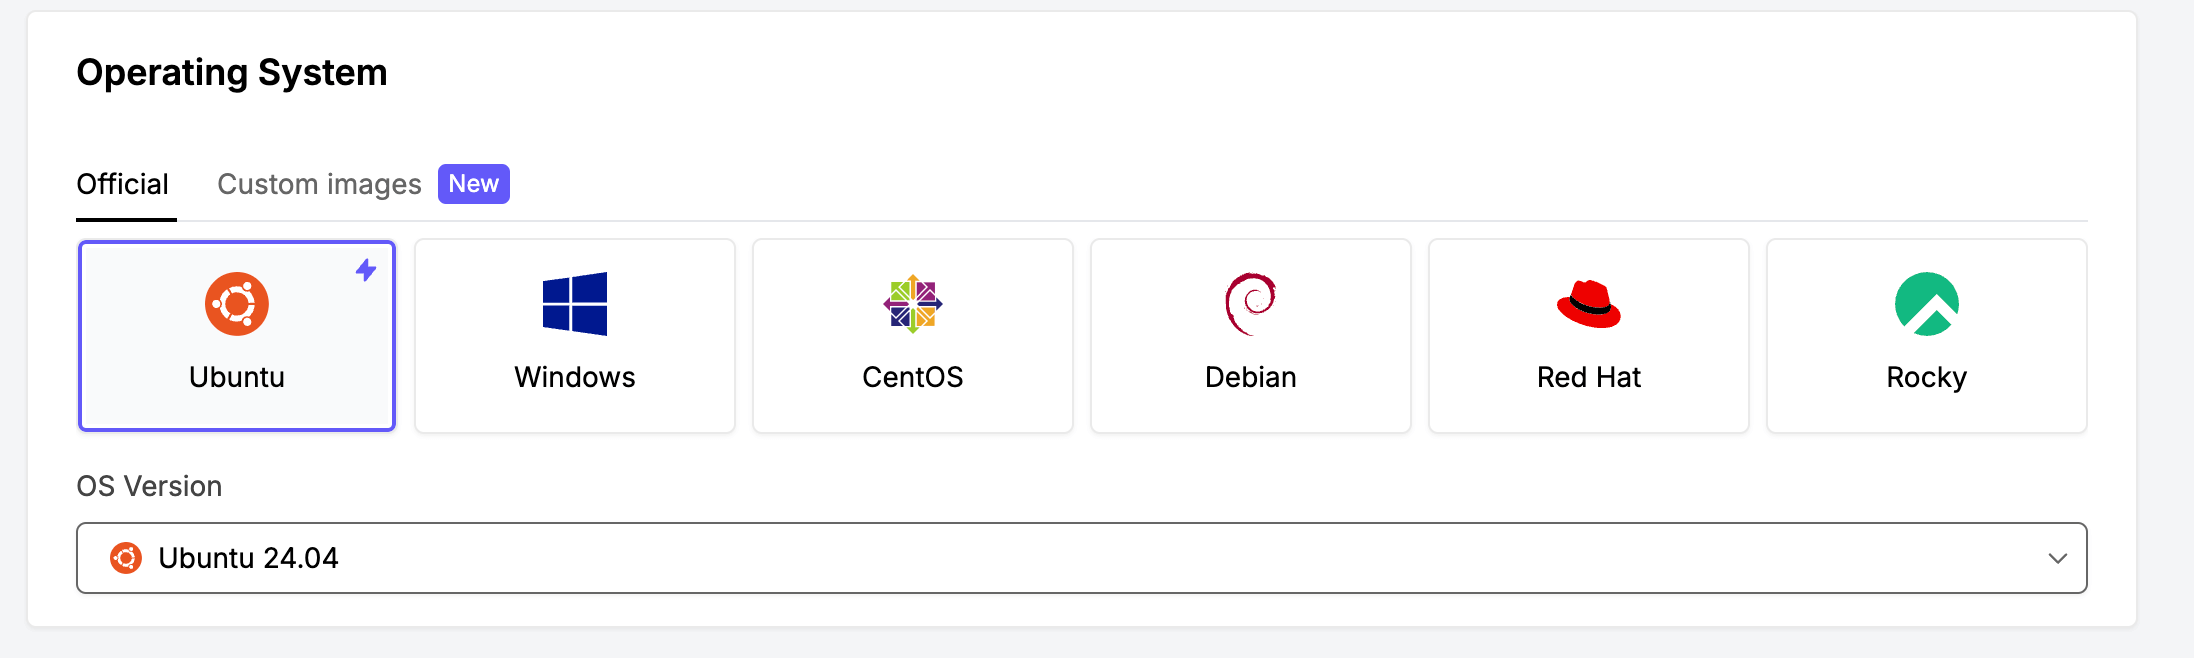 Operating System
Official Custom images New
Ubuntu Windows CentOS Debian Red Hat Rocky
OS Version
Ubuntu 24.04